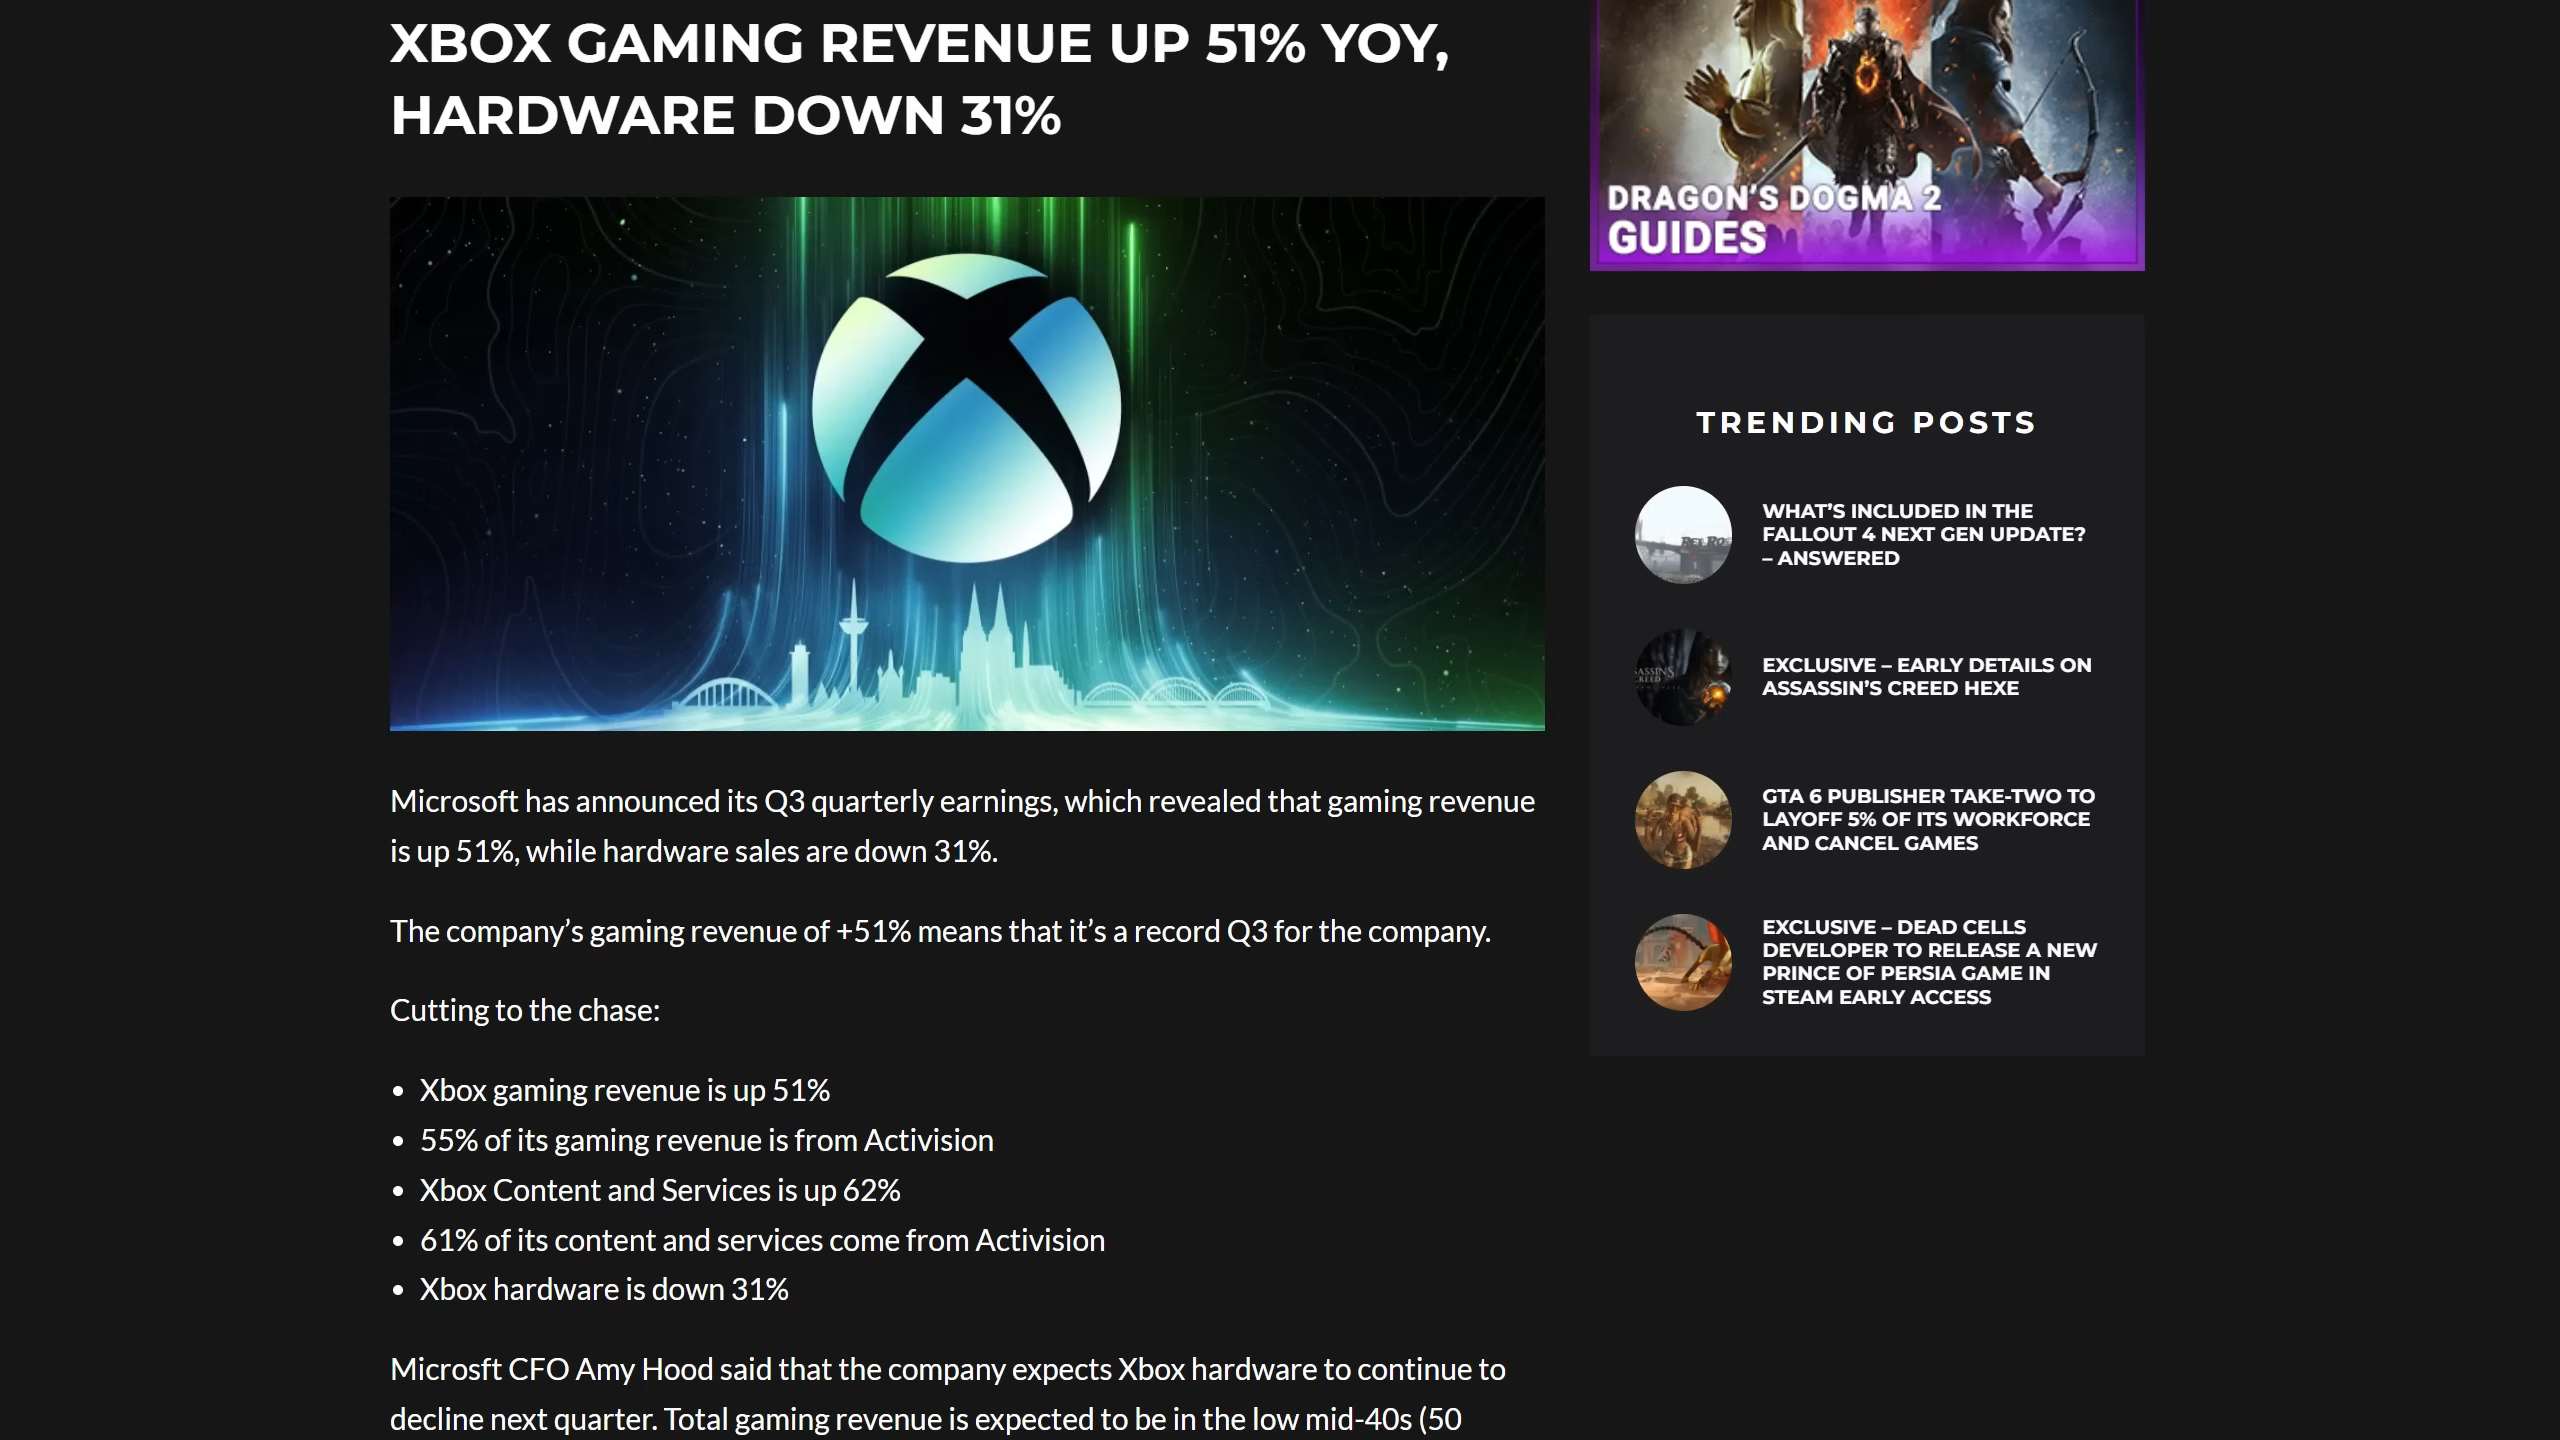 XBOX GAMING REVENUE UP 51% YOY,
HARDWARE DOWN 31%
Microsoft has announced its Q3 quarterly earnings, which revealed that gaming revenue
is up 51%, while hardware sales are down 31%.
The company’s gaming revenue of +51% means that it’s a record Q3 for the company.
Cutting to the chase:
• Xbox gaming revenue is up 51%
• 55% of its gaming revenue is from Activision
• Xbox Content and Services is up 62%
• 61% of its content and services come from Activision
• Xbox hardware is down 31%
Microsft CFO Amy Hood said that the company expects Xbox hardware to continue to
decline next quarter. Total gaming revenue is expected to be in the low mid-40s (50
DRAGON’S DOGMA 2
GUIDES
TRENDING POSTS
WHAT’S INCLUDED IN THE
FALLOUT 4 NEXT GEN UPDATE?
– ANSWERED
EXCLUSIVE – EARLY DETAILS ON
ASSASSIN’S CREED HEXE
GTA 6 PUBLISHER TAKE-TWO TO
LAYOFF 5% OF ITS WORKFORCE
AND CANCEL GAMES
EXCLUSIVE – DEAD CELLS
DEVELOPER TO RELEASE A NEW
PRINCE OF PERSIA GAME IN
STEAM EARLY ACCESS